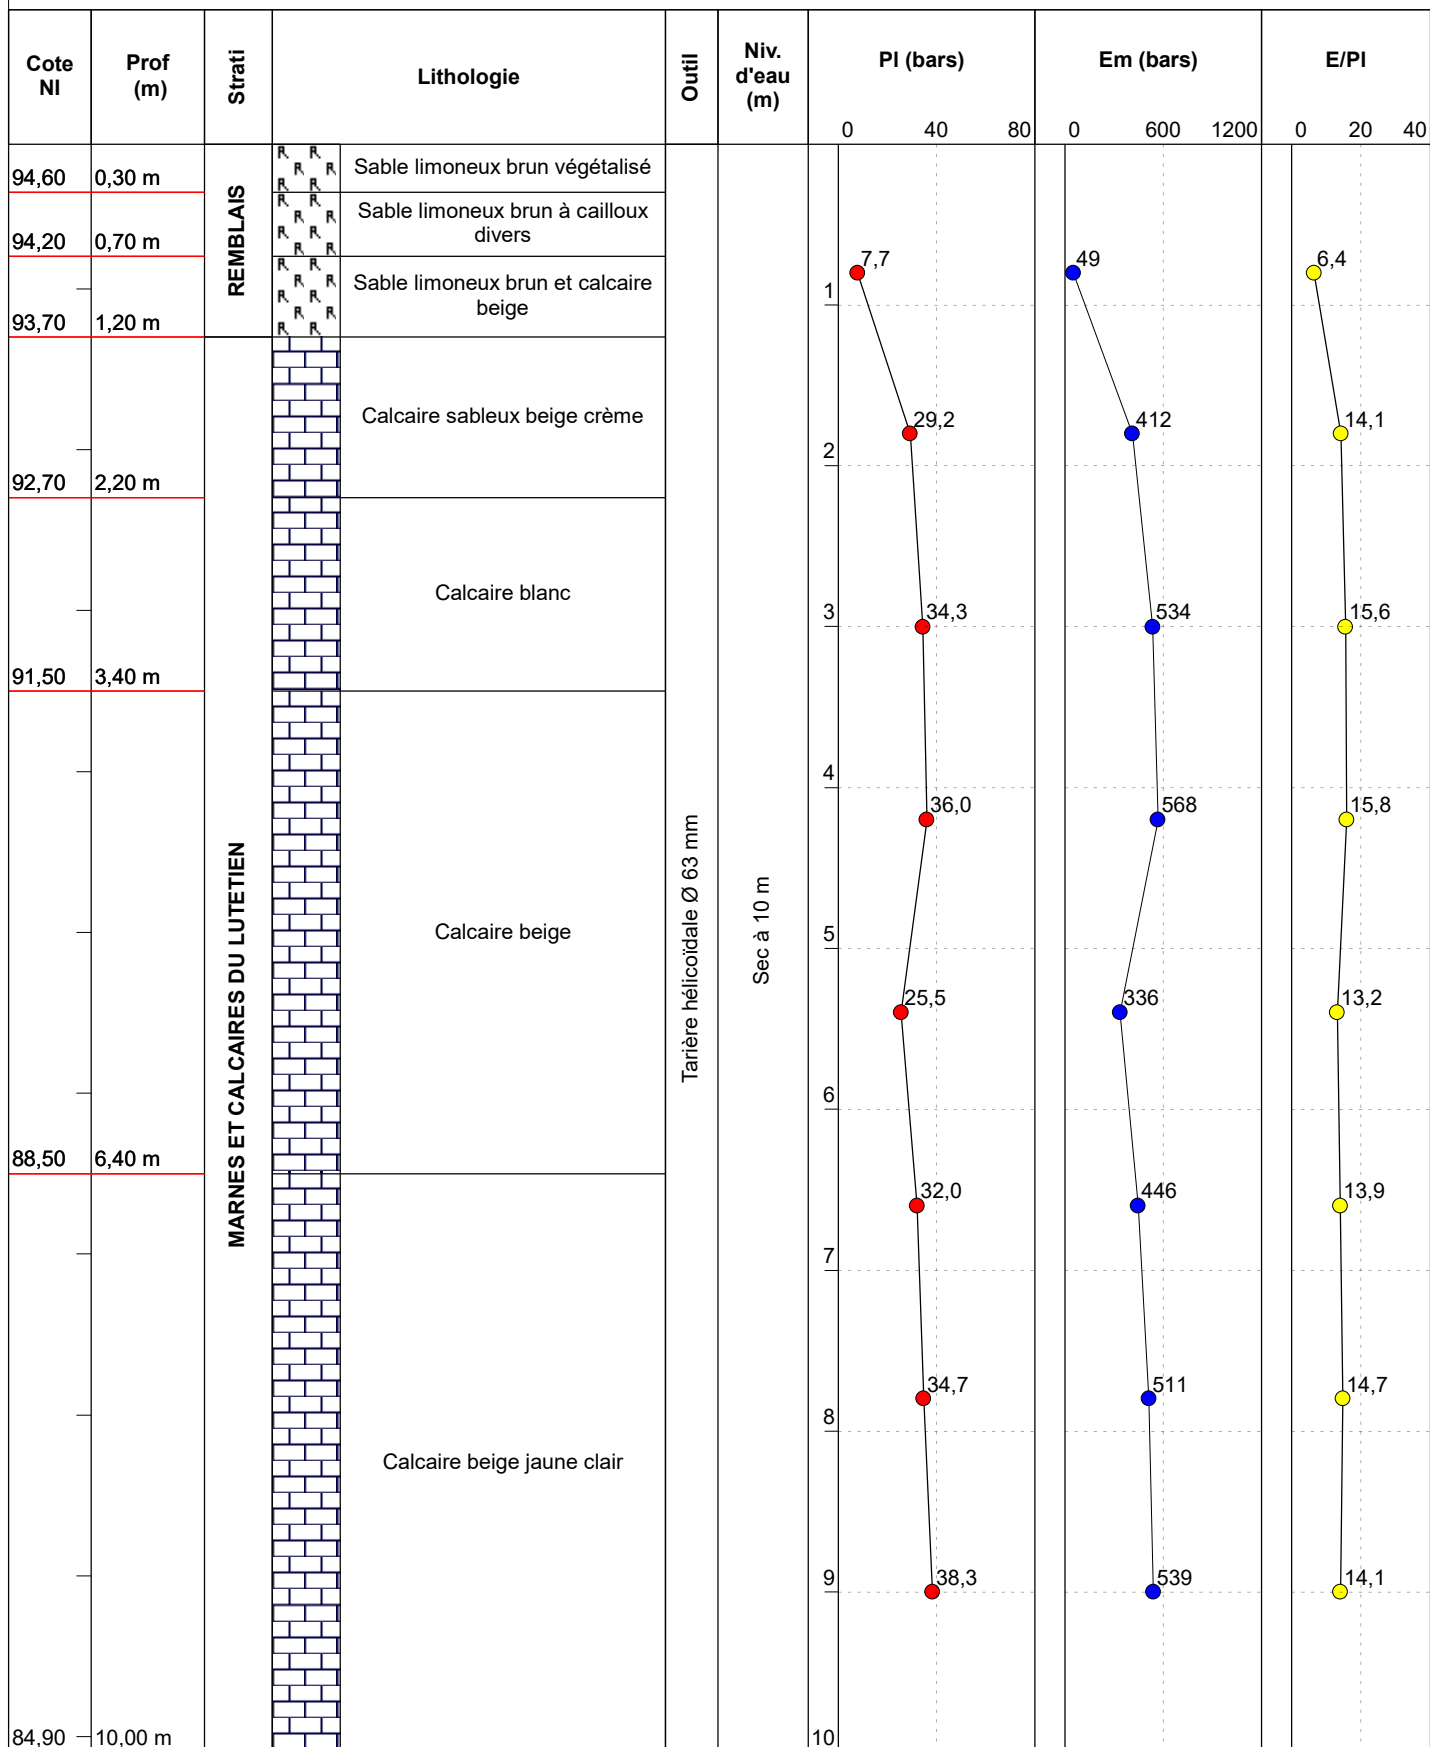 Cote NI
Prof (m)
Strati
Lithologie
Outil
Niv. d'eau (m)
Pl (bars)
0 40 80
Em (bars)
0 600 1200
E/Pl
0 20 40
94,60 0,30 m
94,20 0,70 m
93,70 1,20 m
92,70 2,20 m
91,50 3,40 m
88,50 6,40 m
84,90 10,00 m
REMBLAIS
MARNES ET CALCAIRES DU LUTETIEN
Sable limoneux brun végétalisé
Sable limoneux brun à cailloux
divers
Sable limoneux brun et calcaire
beige
Calcaire sableux beige crème
Calcaire blanc
Calcaire beige
Calcaire beige jaune clair
Tarière hélicoïdale Ø 63 mm
Sec à 10 m
1
2
3
4
5
6
7
8
9
10
7,7 49 6,4
29,2 412 14,1
34,3 534 15,6
36,0 568 15,8
25,5 336 13,2
32,0 446 13,9
34,7 511 14,7
38,3 539 14,1